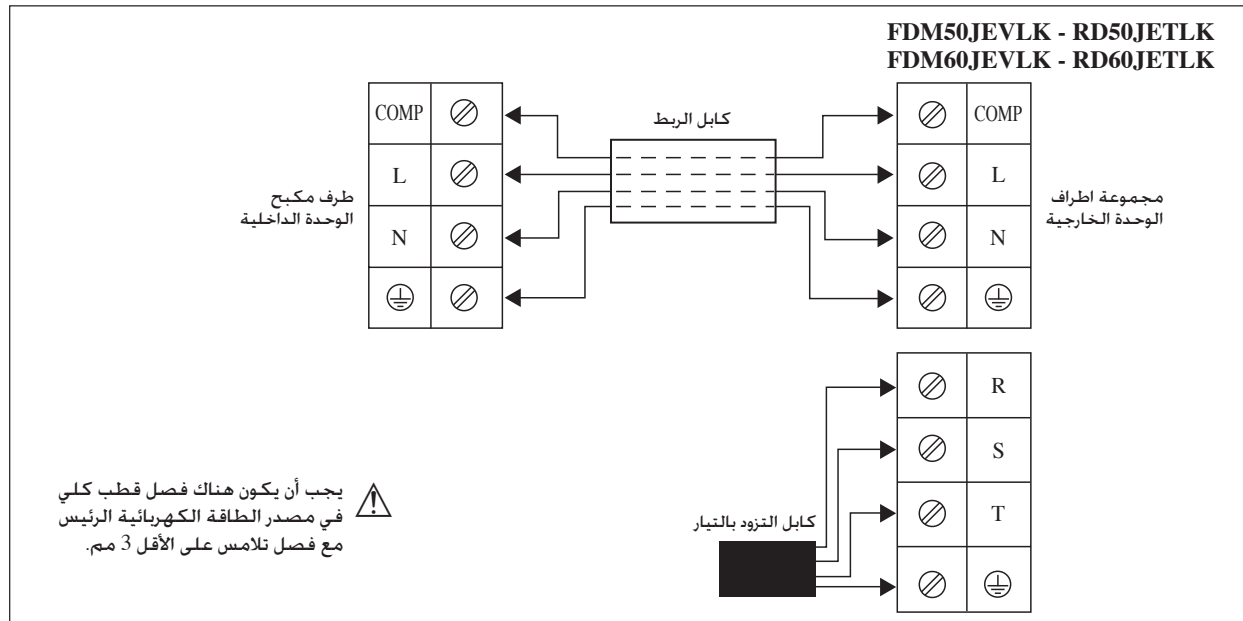 FDM50JEVLK - RD50JETLK
FDM60JEVLK - RD60JETLK
كابل الربط
مجموعة اطراف
الوحدة الخارجية
طرف مكبح
الوحدة الداخلية
COMP
L
N
COMP
L
N
R
S
T
كابل التزود بالتيار
يجب أن يكون هناك فصل قطب كلي
في مصدر الطاقة الكهربائية الرئيس
مع فصل تلامس على الأقل 3 مم.